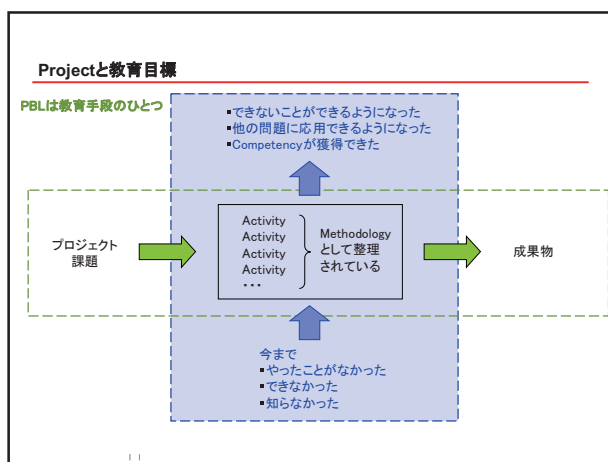 Projectと教育目標
PBLは教育手段のひとつ
▪できないことができるようになった
▪他の問題に応用できるようになった
▪Competencyが獲得できた
プロジェクト
課題
Activity
Activity
Activity
Activity
・・・
Methodology
として整理
されている
成果物
今まで
▪やったことがなかった
▪できなかった
▪知らなかった